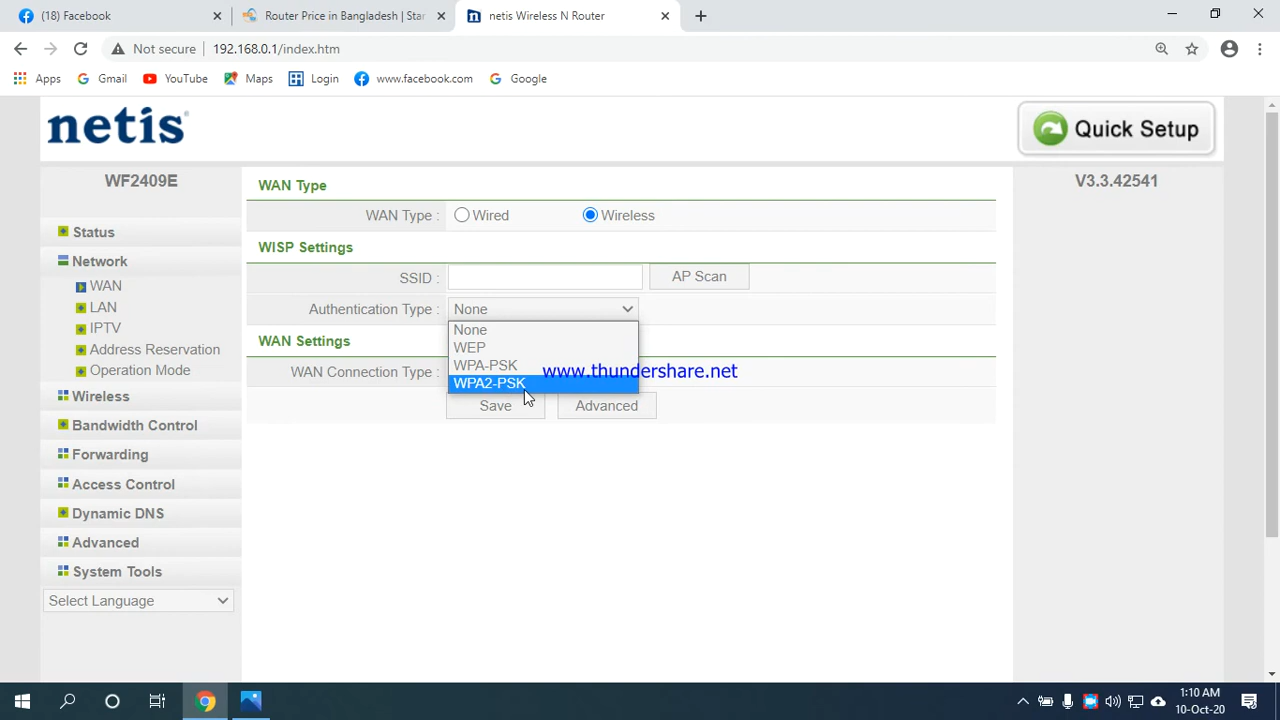 (18) Facebook
Router Price in Bangladesh | Star
netis Wireless N Router
Not secure
192.168.0.1/index.htm
Apps
Gmail
YouTube
Maps
Login
www.facebook.com
Google
netis
Quick Setup
WF2409E
V3.3.42541
Status
Network
WAN
LAN
IPTV
Address Reservation
Operation Mode
Wireless
Bandwidth Control
Forwarding
Access Control
Dynamic DNS
Advanced
System Tools
Select Language
WAN Type
WAN Type : Wired Wireless
WISP Settings
SSID : AP Scan
Authentication Type : None
None
WEP
WPA-PSK
WPA2-PSK
WAN Settings
WAN Connection Type :
www.thundershare.net
Save Advanced
1:10 AM
10-Oct-20